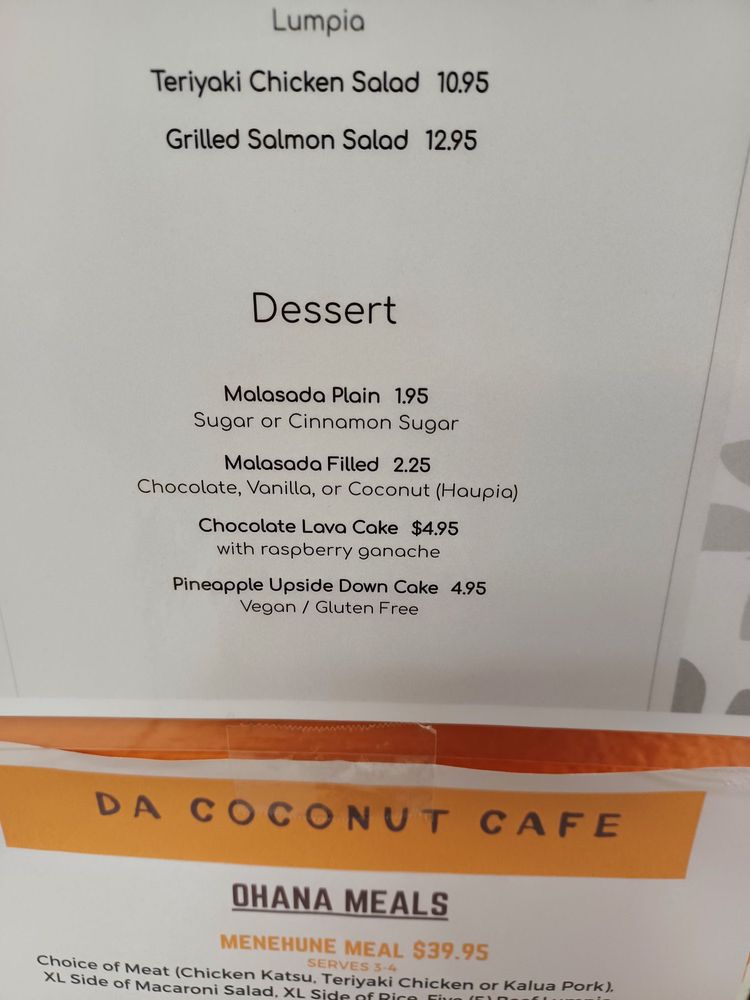 Lumpia
Teriyaki Chicken Salad 10.95
Grilled Salmon Salad 12.95
Dessert
Malasada Plain 1.95
Sugar or Cinnamon Sugar
Malasada Filled 2.25
Chocolate, Vanilla, or Coconut (Haupia)
Chocolate Lava Cake $4.95
with raspberry ganache
Pineapple Upside Down Cake 4.95
Vegan / Gluten Free
DA COCONUT CAFE
OHANA MEALS
MENEHUNE MEAL $39.95
SERVES 3-4
Choice of Meat (Chicken Katsu, Teriyaki Chicken or Kalua Pork),
XL Side of Macaroni Salad, XL Side of Rice, Five (5) Beef Lumpia